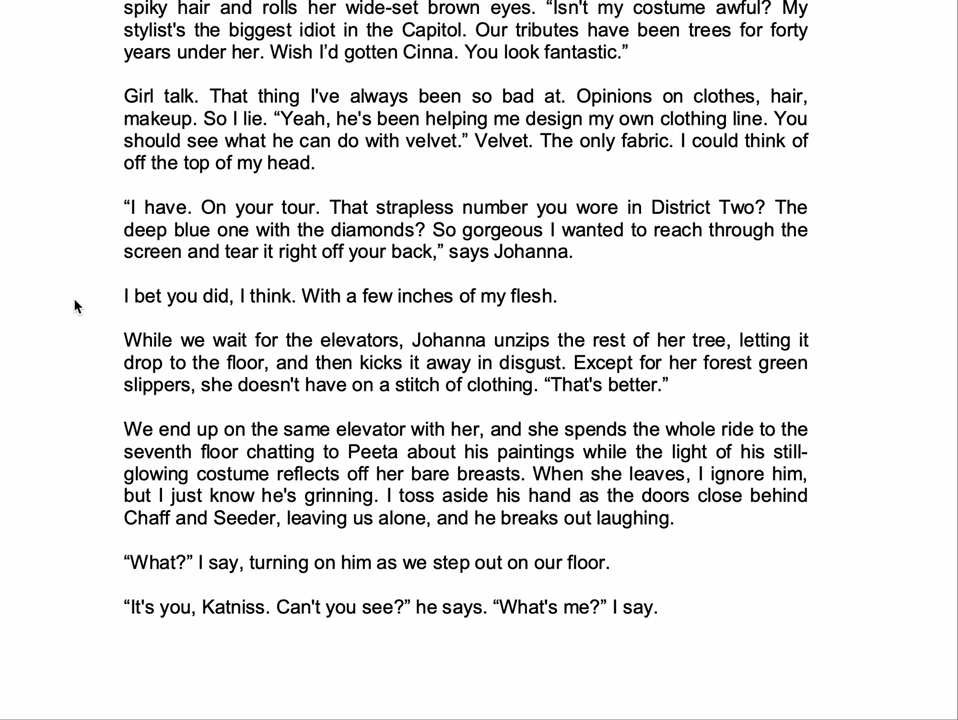 spiky hair and rolls her wide-set brown eyes. “Isn't my costume awful? My
stylist's the biggest idiot in the Capitol. Our tributes have been trees for forty
years under her. Wish I’d gotten Cinna. You look fantastic.”
Girl talk. That thing I've always been so bad at. Opinions on clothes, hair,
makeup. So I lie. “Yeah, he's been helping me design my own clothing line. You
should see what he can do with velvet.” Velvet. The only fabric. I could think of
off the top of my head.
“I have. On your tour. That strapless number you wore in District Two? The
deep blue one with the diamonds? So gorgeous I wanted to reach through the
screen and tear it right off your back,” says Johanna.
I bet you did, I think. With a few inches of my flesh.
While we wait for the elevators, Johanna unzips the rest of her tree, letting it
drop to the floor, and then kicks it away in disgust. Except for her forest green
slippers, she doesn't have on a stitch of clothing. “That's better.”
We end up on the same elevator with her, and she spends the whole ride to the
seventh floor chatting to Peeta about his paintings while the light of his still-
glowing costume reflects off her bare breasts. When she leaves, I ignore him,
but I just know he's grinning. I toss aside his hand as the doors close behind
Chaff and Seeder, leaving us alone, and he breaks out laughing.
“What?” I say, turning on him as we step out on our floor.
“It's you, Katniss. Can't you see?” he says. “What's me?” I say.